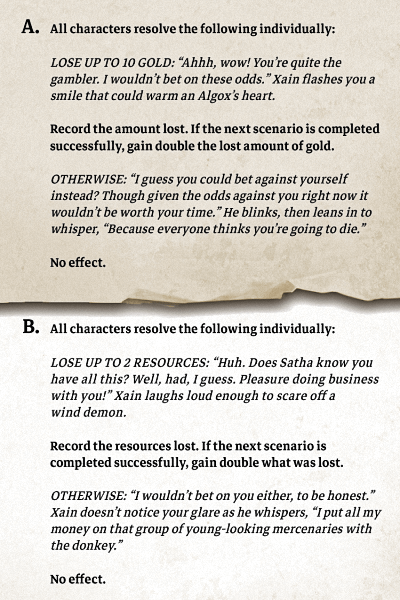 A. All characters resolve the following individually:
LOSE UP TO 10 GOLD: “Ahhh, wow! You’re quite the
gambler. I wouldn’t bet on these odds.” Xain flashes you a
smile that could warm an Algox’s heart.
Record the amount lost. If the next scenario is completed
successfully, gain double the lost amount of gold.
OTHERWISE: “I guess you could bet against yourself
instead? Though given the odds against you right now it
wouldn’t be worth your time.” He blinks, then leans in to
whisper, “Because everyone thinks you’re going to die.”
No effect.
B. All characters resolve the following individually:
LOSE UP TO 2 RESOURCES: “Huh. Does Satha know you
have all this? Well, had, I guess. Pleasure doing business
with you!” Xain laughs loud enough to scare off a
wind demon.
Record the resources lost. If the next scenario is
completed successfully, gain double what was lost.
OTHERWISE: “I wouldn’t bet on you either, to be honest.”
Xain doesn’t notice your glare as he whispers, “I put all my
money on that group of young-looking mercenaries with
the donkey.”
No effect.